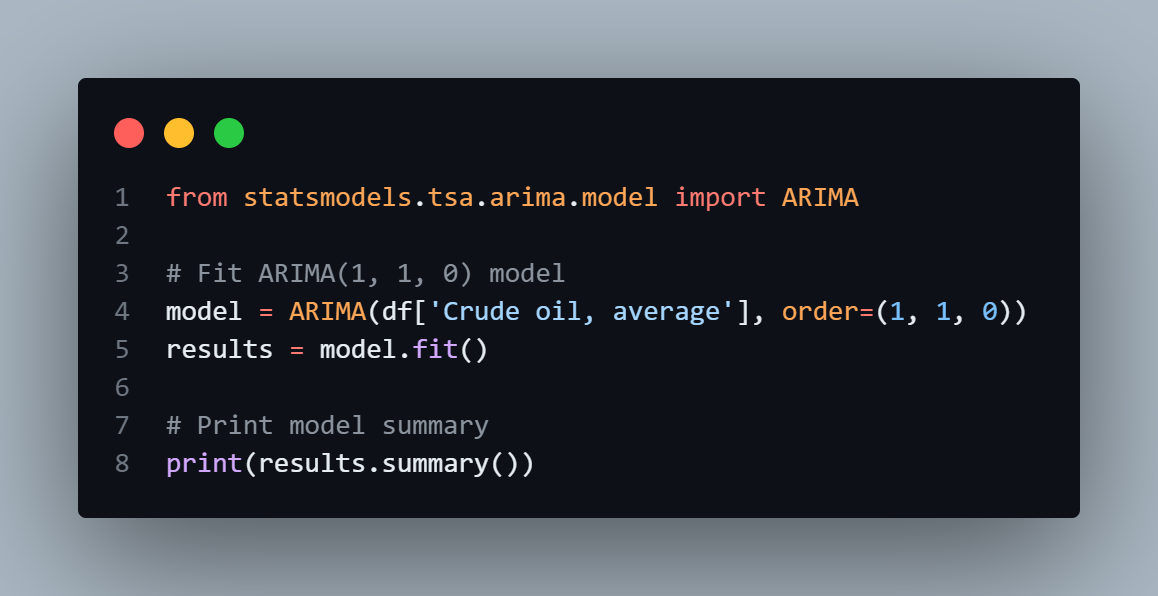 1 from statsmodels.tsa.arima.model import ARIMA
2
3 # Fit ARIMA(1, 1, 0) model
4 model = ARIMA(df['Crude oil, average'], order=(1, 1, 0))
5 results = model.fit()
6
7 # Print model summary
8 print(results.summary())